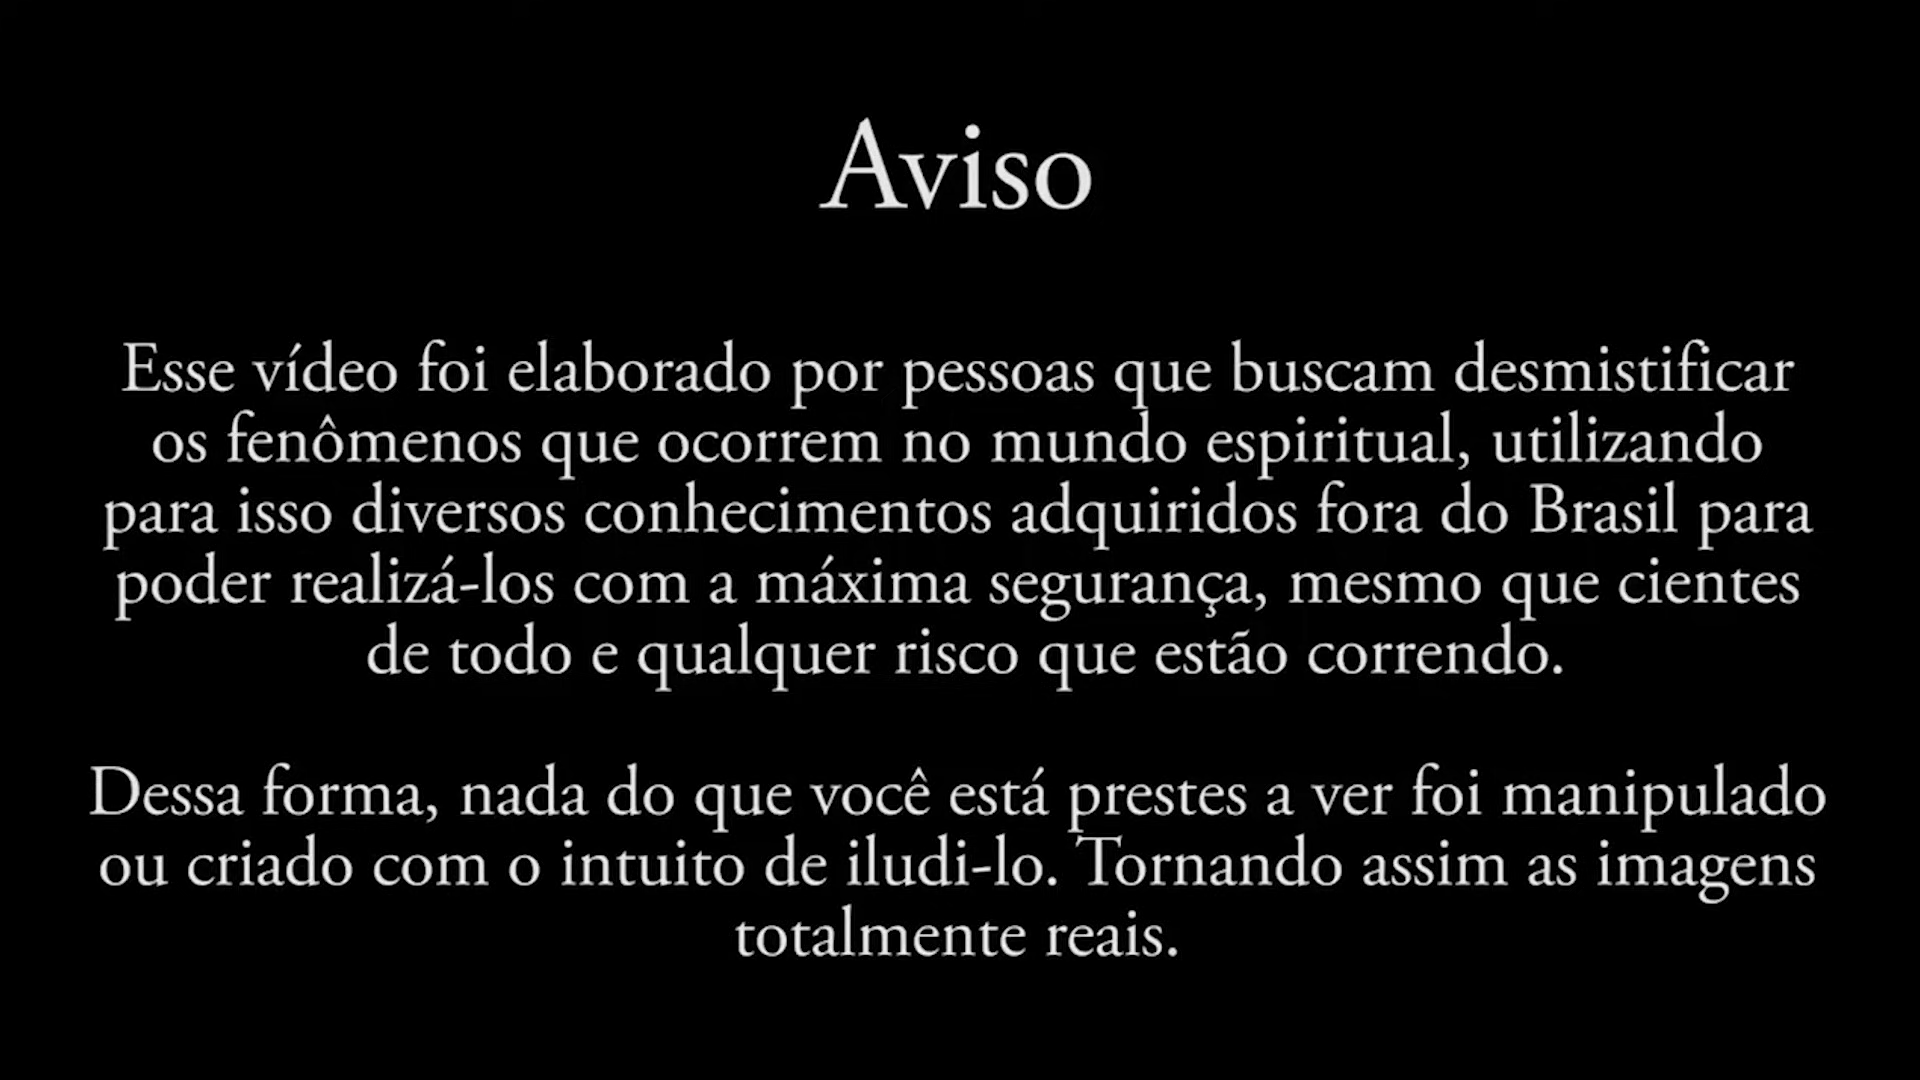 Aviso
Esse vídeo foi elaborado por pessoas que buscam desmistificar
os fenômenos que ocorrem no mundo espiritual, utilizando
para isso diversos conhecimentos adquiridos fora do Brasil para
poder realizá-los com a máxima segurança, mesmo que cientes
de todo e qualquer risco que estão correndo.
Dessa forma, nada do que você está prestes a ver foi manipulado
ou criado com o intuito de iludi-lo. Tornando assim as imagens
totalmente reais.